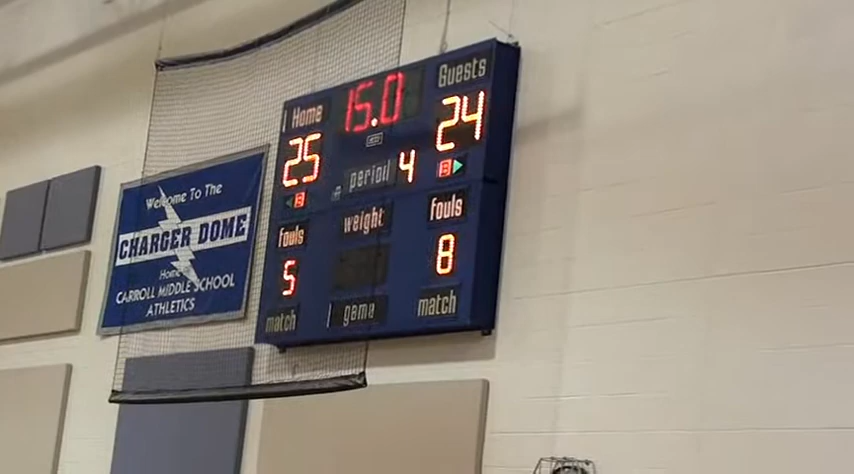 Welcome To The
CHARGER DOME
Home
CAROLL MIDDLE SCHOOL
ATHLETICS
Home 15.0 Guests
25 24
period 4
B B
fouls weight fouls
5 8
match game match